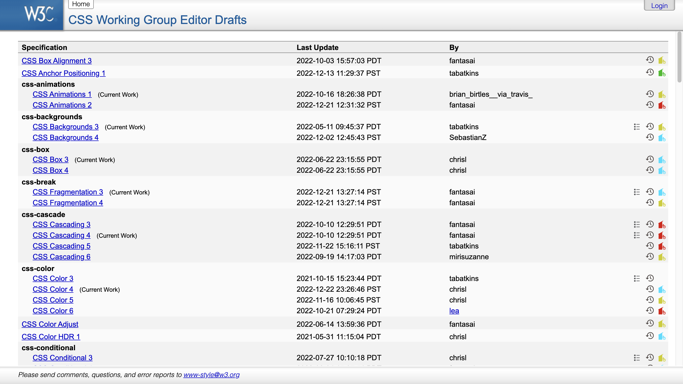 W3C
Home
Login
CSS Working Group Editor Drafts
Specification Last Update By
CSS Box Alignment 3 2022-10-03 15:57:03 PDT fantasai
CSS Anchor Positioning 1 2022-12-13 11:29:37 PST tabatkins
css-animations
CSS Animations 1 (Current Work) 2022-10-16 18:26:38 PDT brian_birtles__via_travis_
CSS Animations 2 2022-12-21 12:31:32 PST fantasai
css-backgrounds
CSS Backgrounds 3 (Current Work) 2022-05-11 09:45:37 PDT tabatkins
CSS Backgrounds 4 2022-12-02 12:45:43 PST SebastianZ
css-box
CSS Box 3 (Current Work) 2022-06-22 23:15:55 PDT chrisl
CSS Box 4 2022-06-22 23:15:55 PDT chrisl
css-break
CSS Fragmentation 3 (Current Work) 2022-12-21 13:27:14 PST fantasai
CSS Fragmentation 4 2022-12-21 13:27:14 PST fantasai
css-cascade
CSS Cascading 3 2022-10-10 12:29:51 PDT fantasai
CSS Cascading 4 (Current Work) 2022-10-10 12:29:51 PDT fantasai
CSS Cascading 5 2022-11-22 15:16:11 PST tabatkins
CSS Cascading 6 2022-09-19 14:17:03 PDT mirisuzanne
css-color
CSS Color 3 2021-10-15 15:23:44 PDT tabatkins
CSS Color 4 (Current Work) 2022-12-22 23:26:46 PST chrisl
CSS Color 5 2022-11-16 10:06:45 PST chrisl
CSS Color 6 2022-10-21 07:29:24 PDT lea
CSS Color Adjust 2022-06-14 13:59:36 PDT fantasai
CSS Color HDR 1 2021-05-31 11:15:04 PDT chrisl
css-conditional
CSS Conditional 3 2022-07-27 10:10:18 PDT chrisl
Please send comments, questions, and error reports to www-style@w3.org